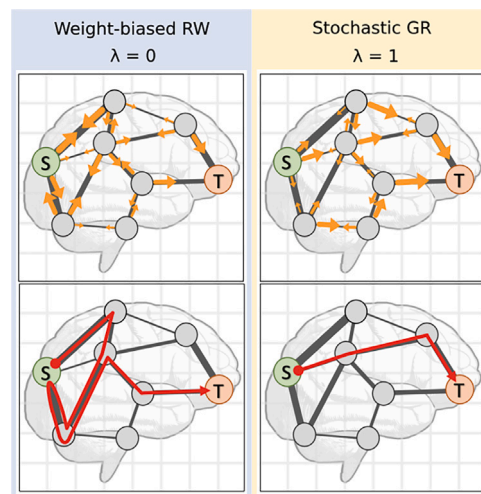 Weight-biased RW
λ = 0
Stochastic GR
λ = 1
S
T
S
T
S
T
S
T